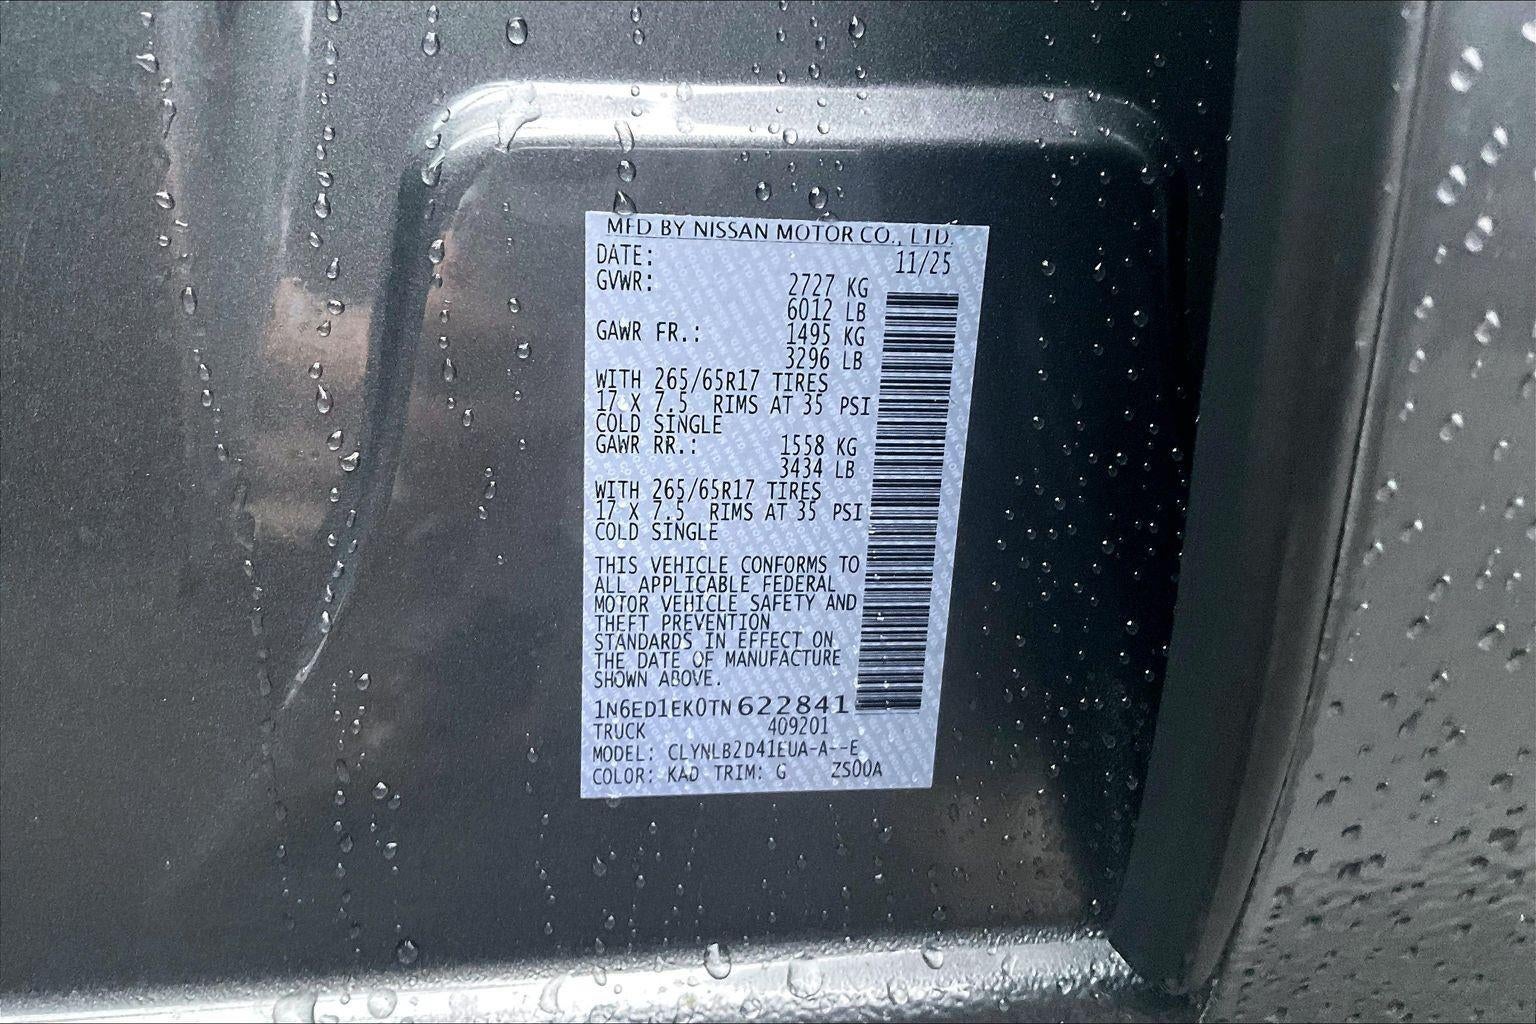 MFD BY NISSAN MOTOR CO., LTD.
DATE: 11/25
GVWR: 2727 KG
6012 LB
GAWR FR.: 1495 KG
3296 LB
WITH 265/65R17 TIRES
17 X 7.5 RIMS AT 35 PSI
COLD SINGLE
GAWR RR.: 1558 KG
3434 LB
WITH 265/65R17 TIRES
17 X 7.5 RIMS AT 35 PSI
COLD SINGLE
THIS VEHICLE CONFORMS TO
ALL APPLICABLE FEDERAL
MOTOR VEHICLE SAFETY AND
THEFT PREVENTION
STANDARDS IN EFFECT ON
THE DATE OF MANUFACTURE
SHOWN ABOVE.
1N6ED1EK0TN622841
TRUCK 409201
MODEL: CLYNLB2D41EUA-A--E
COLOR: KAD TRIM: G ZS00A